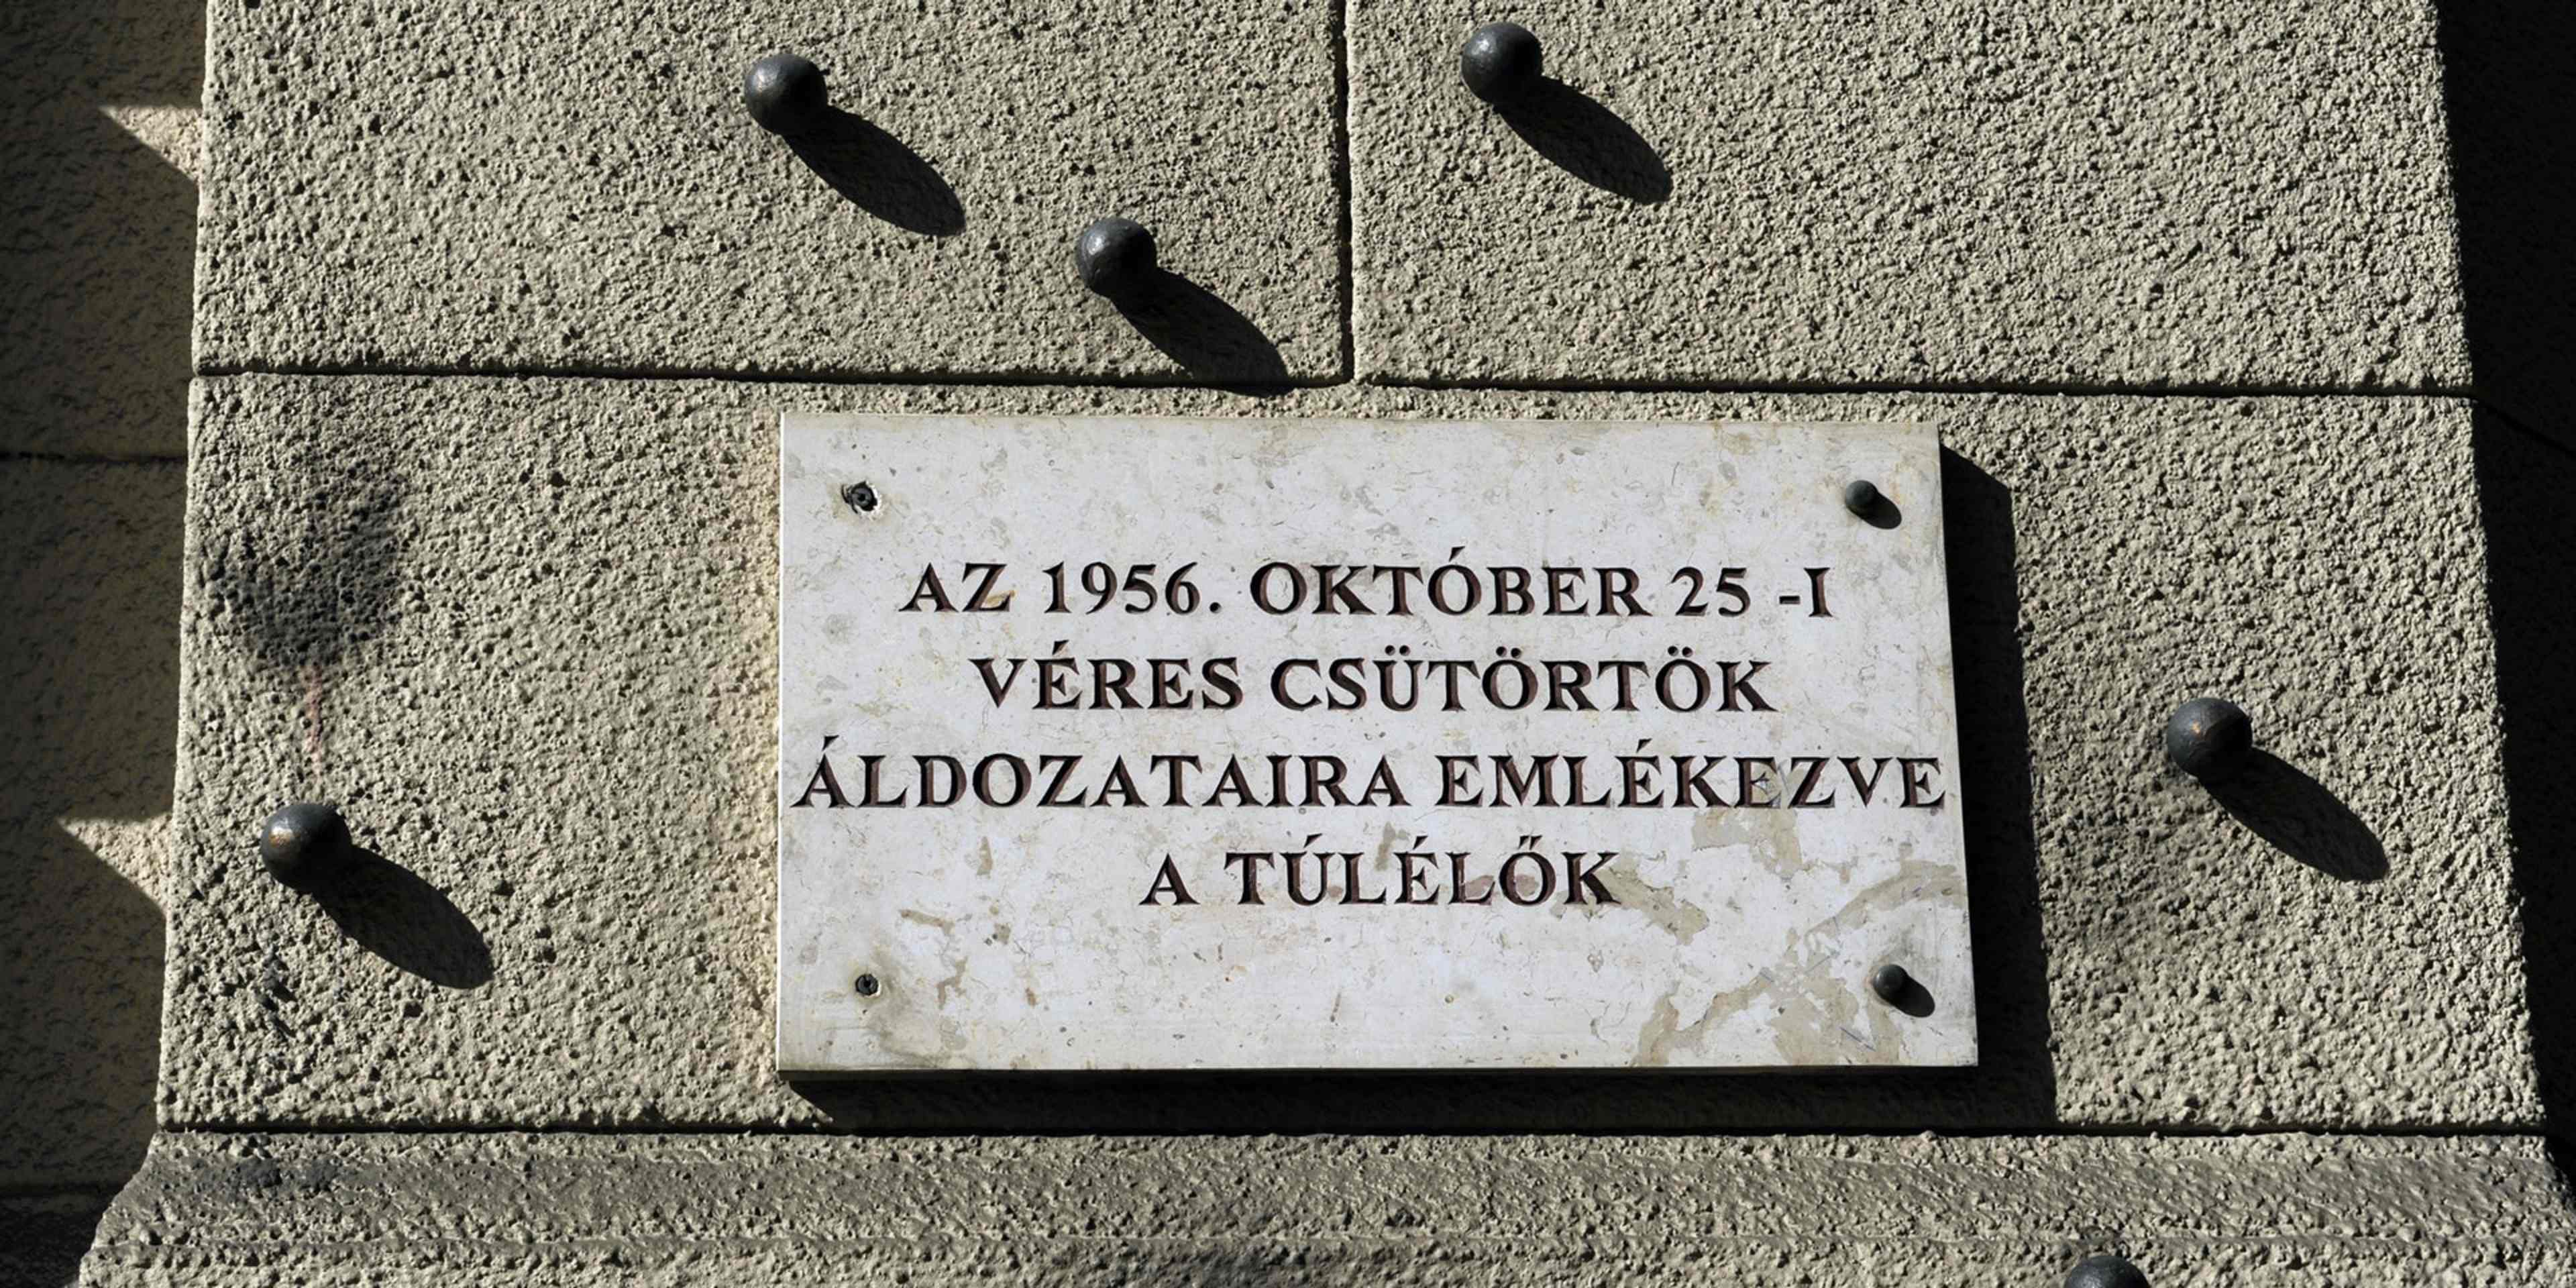 AZ 1956. OKTÓBER 25 -I
VÉRES CSÜTÖRTÖK
ÁLDOZATAIRA EMLÉKEZVE
A TÚLÉLŐK